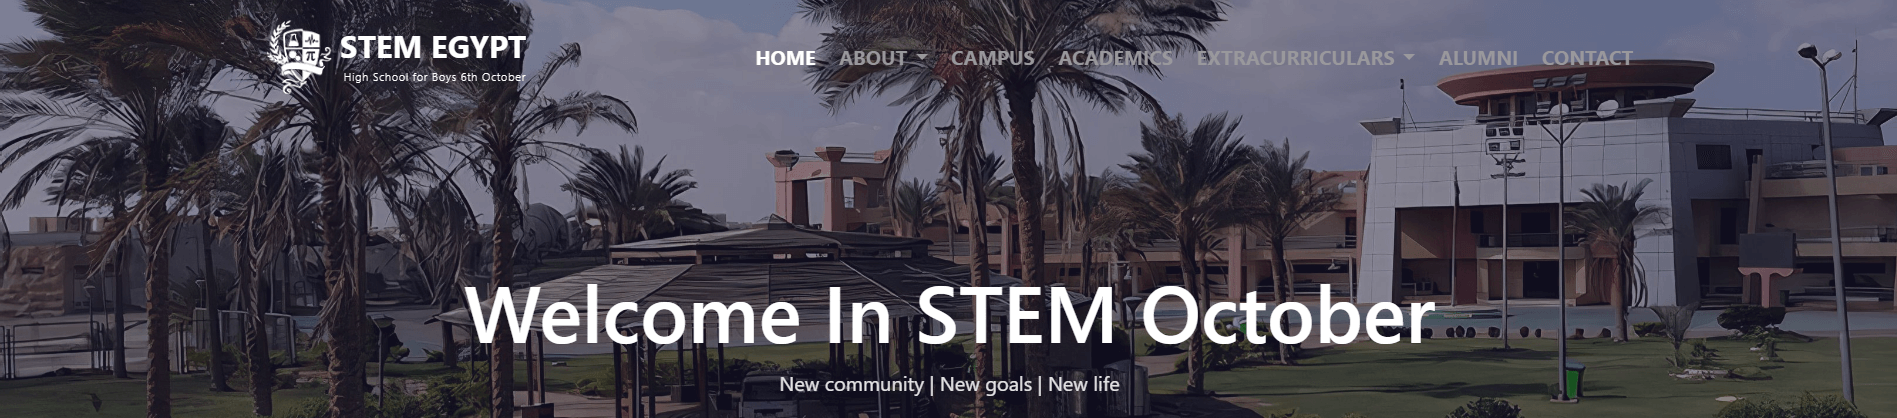 STEM EGYPT
High School for Boys 6th October
HOME ABOUT CAMPUS ACADEMICS EXTRACURRICULARS ALUMNI CONTACT
Welcome In STEM October
New community | New goals | New life